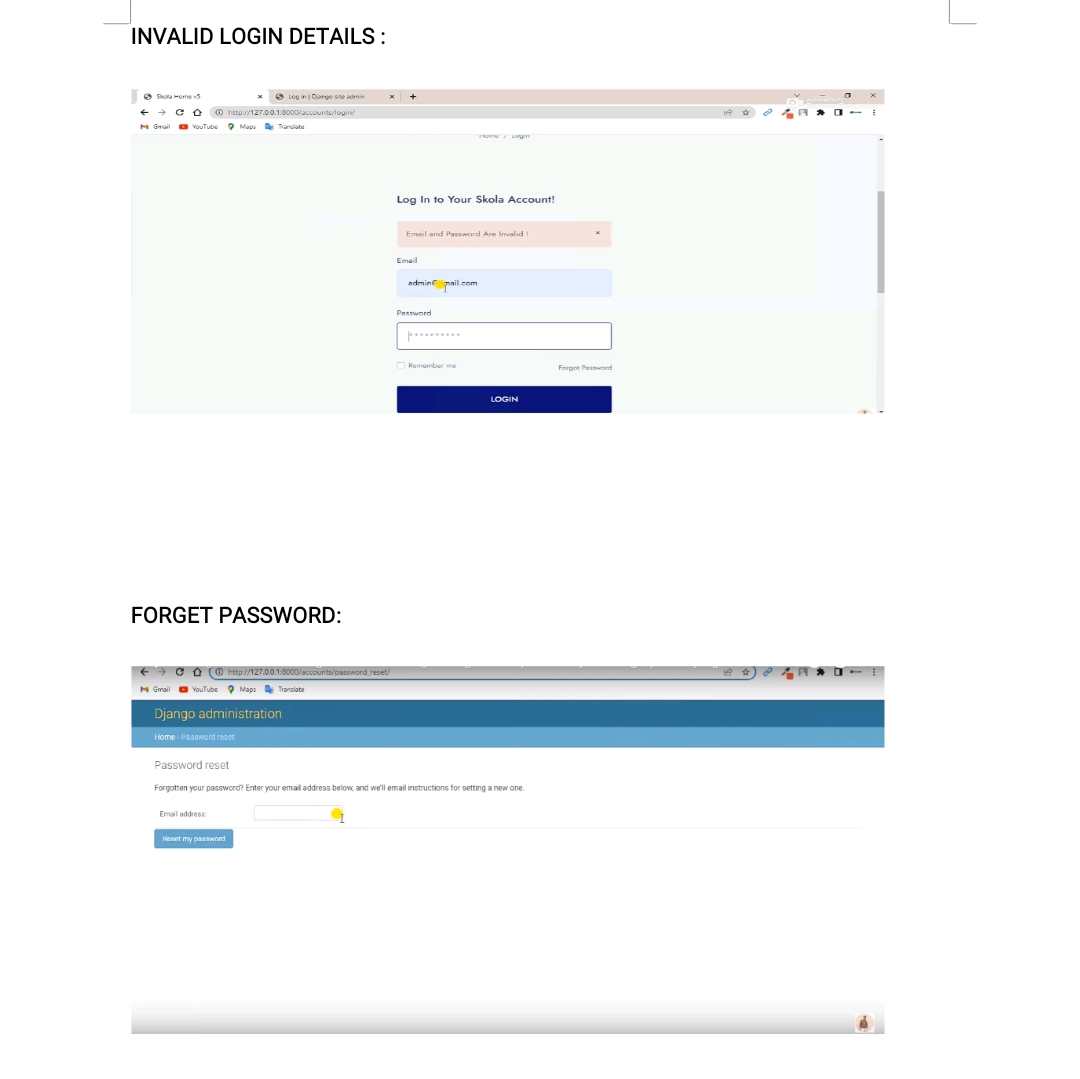 INVALID LOGIN DETAILS :
Skola Home v5
Log in | Django site admin
http://127.0.0.1:8000/accounts/login/
Gmail YouTube Maps Translate
Home / Login
Log In to Your Skola Account!
Email and Password Are Invalid !
Email
Password
Remember me
Forgot Password
LOGIN
FORGET PASSWORD:
http://127.0.0.1:8000/accounts/password_reset/
Gmail YouTube Maps Translate
Django administration
Home › Password reset
Password reset
Forgotten your password? Enter your email address below, and we'll email instructions for setting a new one.
Email address:
Reset my password